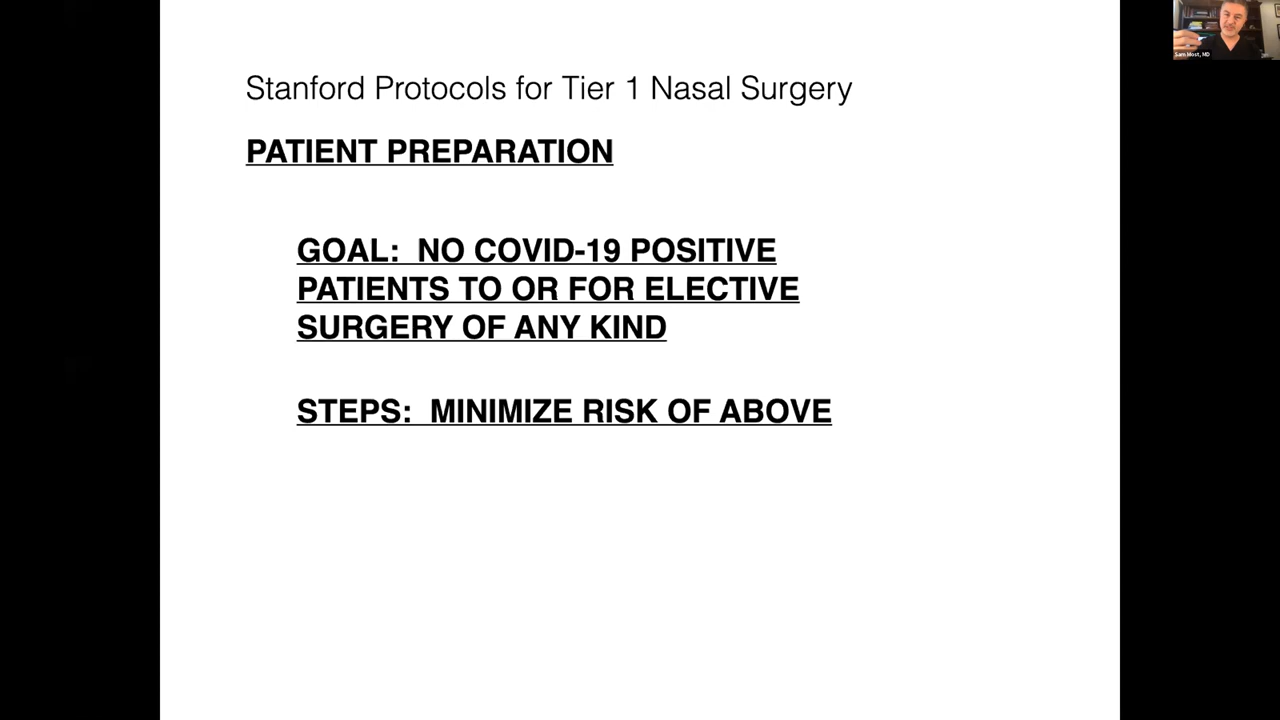 Stanford Protocols for Tier 1 Nasal Surgery
PATIENT PREPARATION
GOAL:  NO COVID-19 POSITIVE
PATIENTS TO OR FOR ELECTIVE
SURGERY OF ANY KIND
STEPS:  MINIMIZE RISK OF ABOVE
Sam Most, MD